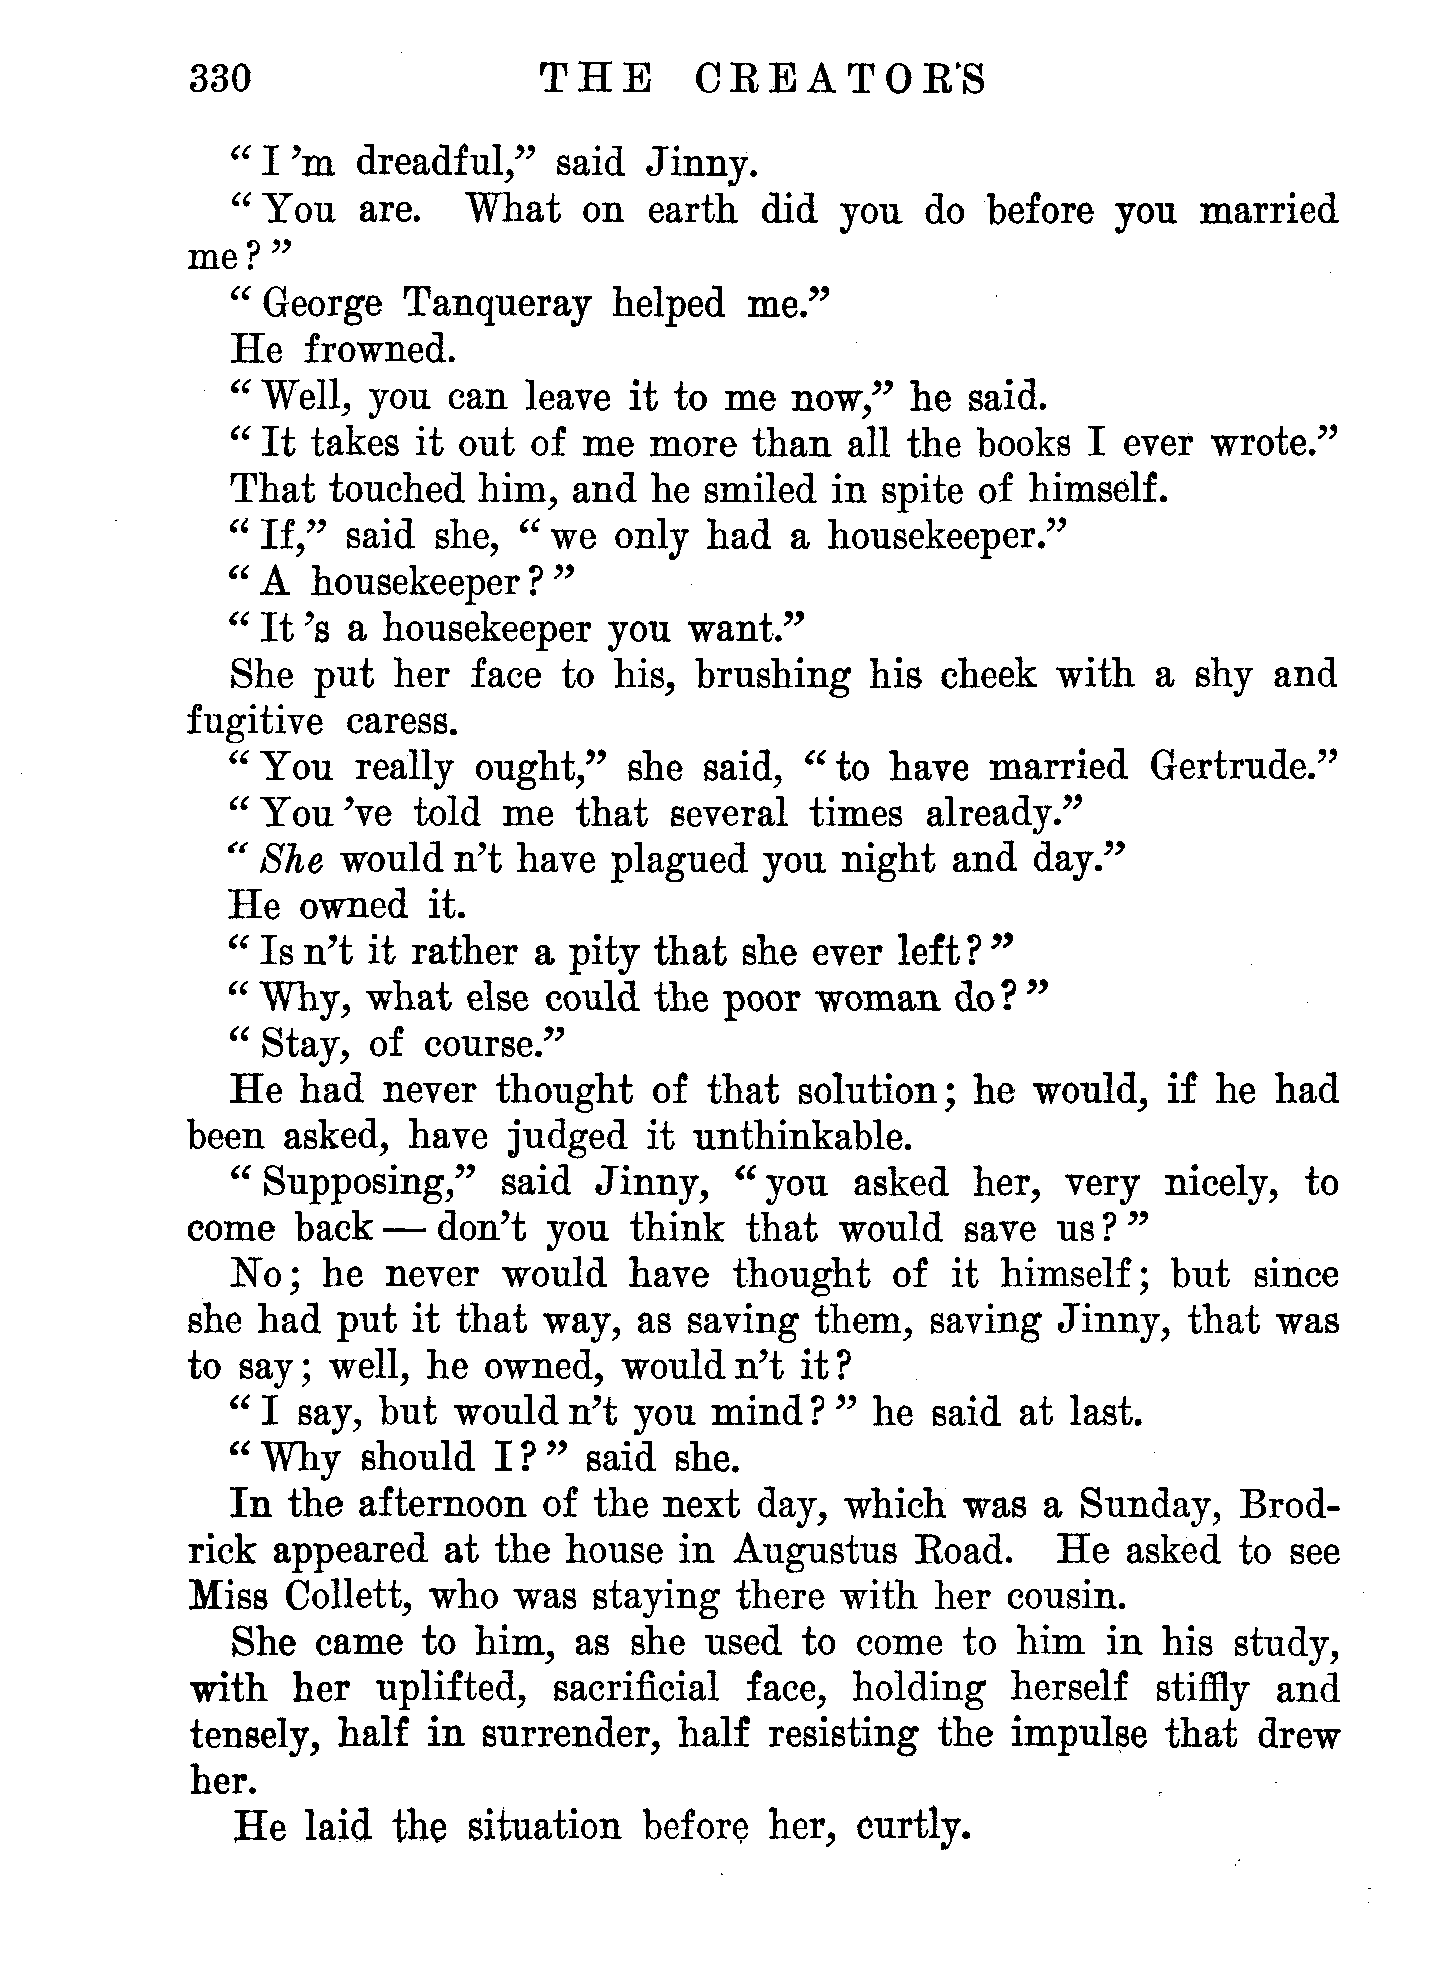 330 THE CREATORS
“ I ’m dreadful,” said Jinny.
“ You are. What on earth did you do before you married
me ? ”
“ George Tanqueray helped me.”
He frowned.
“ Well, you can leave it to me now,” he said.
“ It takes it out of me more than all the books I ever wrote.”
That touched him, and he smiled in spite of himself.
“ If,” said she, “ we only had a housekeeper.”
“ A housekeeper ? ”
“ It ’s a housekeeper you want.”
She put her face to his, brushing his cheek with a shy and
fugitive caress.
“ You really ought,” she said, “ to have married Gertrude.”
“ You ’ve told me that several times already.”
“ She would n’t have plagued you night and day.”
He owned it.
“ Is n’t it rather a pity that she ever left ? ”
“ Why, what else could the poor woman do ? ”
“ Stay, of course.”
He had never thought of that solution; he would, if he had
been asked, have judged it unthinkable.
“ Supposing,” said Jinny, “ you asked her, very nicely, to
come back — don’t you think that would save us ? ”
No; he never would have thought of it himself; but since
she had put it that way, as saving them, saving Jinny, that was
to say; well, he owned, would n’t it?
“ I say, but would n’t you mind ? ” he said at last.
“ Why should I ? ” said she.
In the afternoon of the next day, which was a Sunday, Brod-
rick appeared at the house in Augustus Road. He asked to see
Miss Collett, who was staying there with her cousin.
She came to him, as she used to come to him in his study,
with her uplifted, sacrificial face, holding herself stiffly and
tensely, half in surrender, half resisting the impulse that drew
her.
He laid the situation before her, curtly.